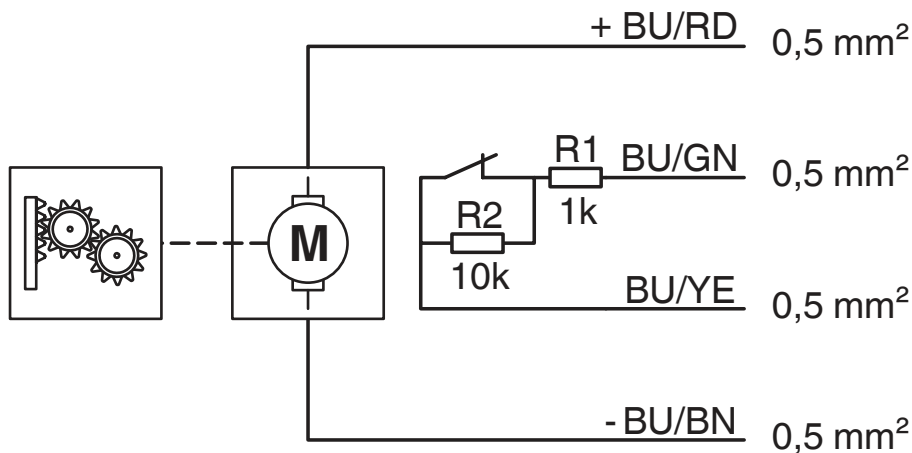 + BU/RD 0,5 mm²
R1 BU/GN 0,5 mm²
1k
R2
10k
M
BU/YE 0,5 mm²
- BU/BN 0,5 mm²